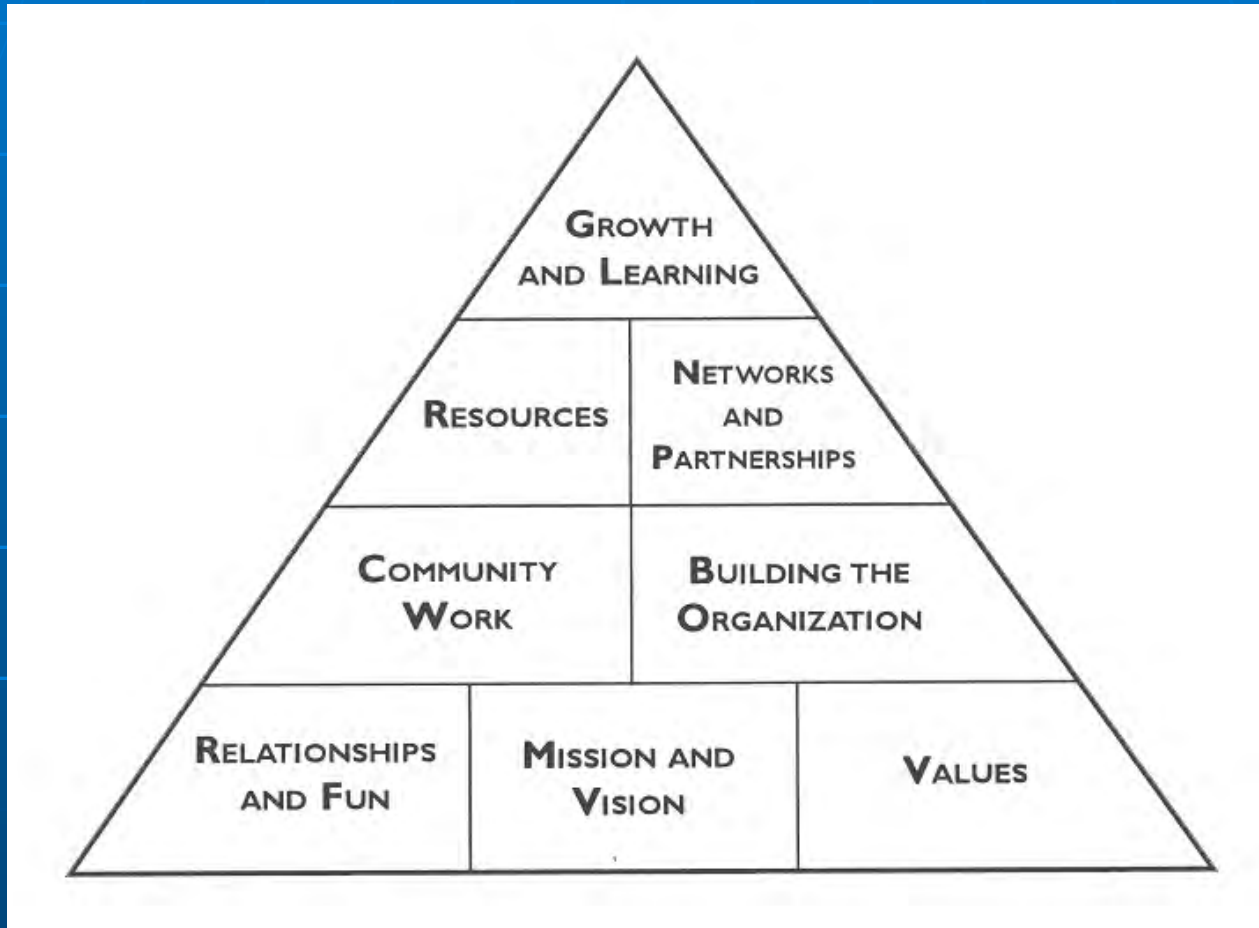 GROWTH
AND LEARNING
RESOURCES
NETWORKS
AND
PARTNERSHIPS
COMMUNITY
WORK
BUILDING THE
ORGANIZATION
RELATIONSHIPS
AND FUN
MISSION AND
VISION
VALUES